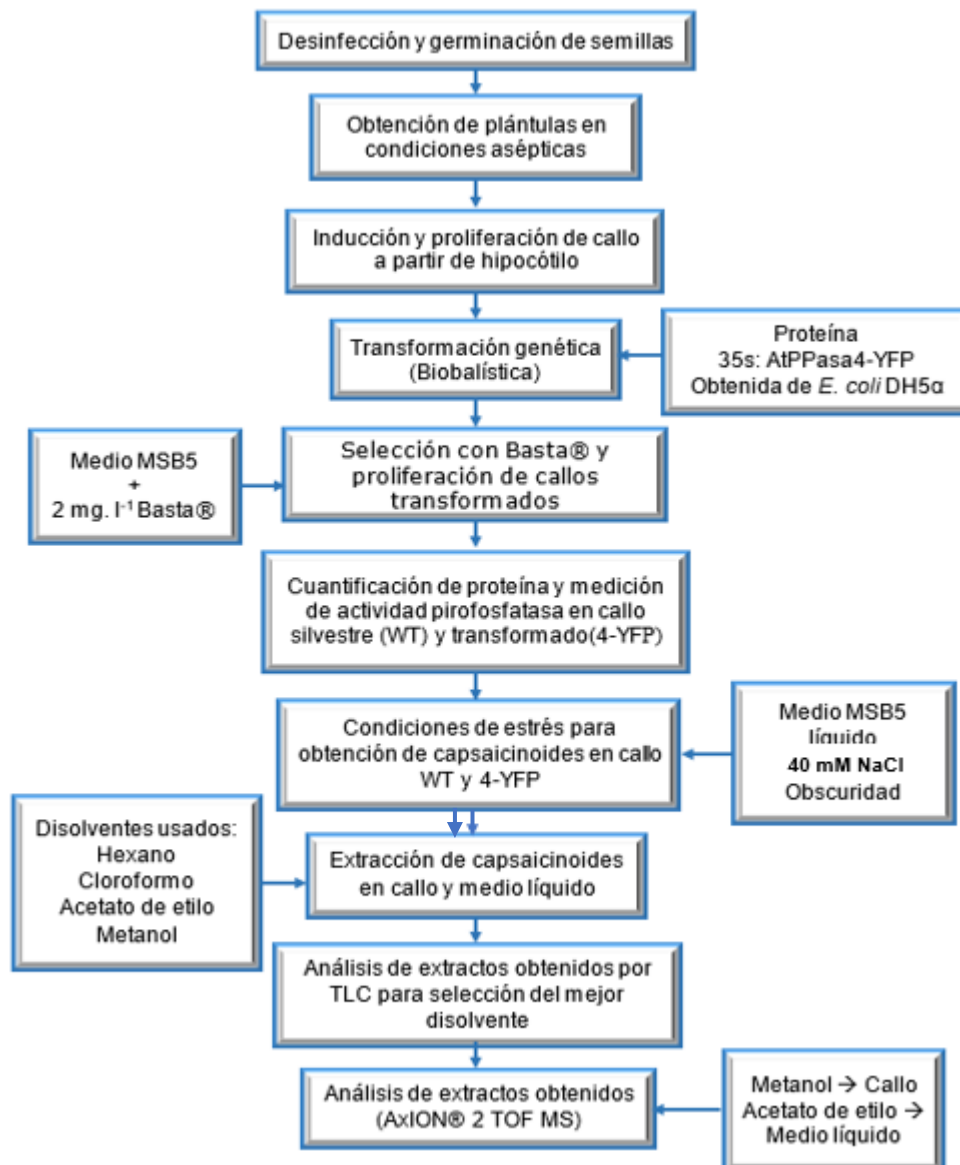 Desinfección y germinación de semillas
Obtención de plántulas en
condiciones asépticas
Inducción y proliferación de callo
a partir de hipocótilo
Transformación genética
(Biobalística)
Proteína
35s: AtPPasa4-YFP
Obtenida de E. coli DH5α
Medio MSB5
+
2 mg. l⁻¹ Basta®
Selección con Basta® y
proliferación de callos
transformados
Cuantificación de proteína y medición
de actividad pirofosfatasa en callo
silvestre (WT) y transformado(4-YFP)
Condiciones de estrés para
obtención de capsaicinoides en callo
WT y 4-YFP
Medio MSB5
líquido
40 mM NaCl
Obscuridad
Disolventes usados:
Hexano
Cloroformo
Acetato de etilo
Metanol
Extracción de capsaicinoides
en callo y medio líquido
Análisis de extractos obtenidos por
TLC para selección del mejor
disolvente
Análisis de extractos obtenidos
(AxION® 2 TOF MS)
Metanol → Callo
Acetato de etilo →
Medio líquido